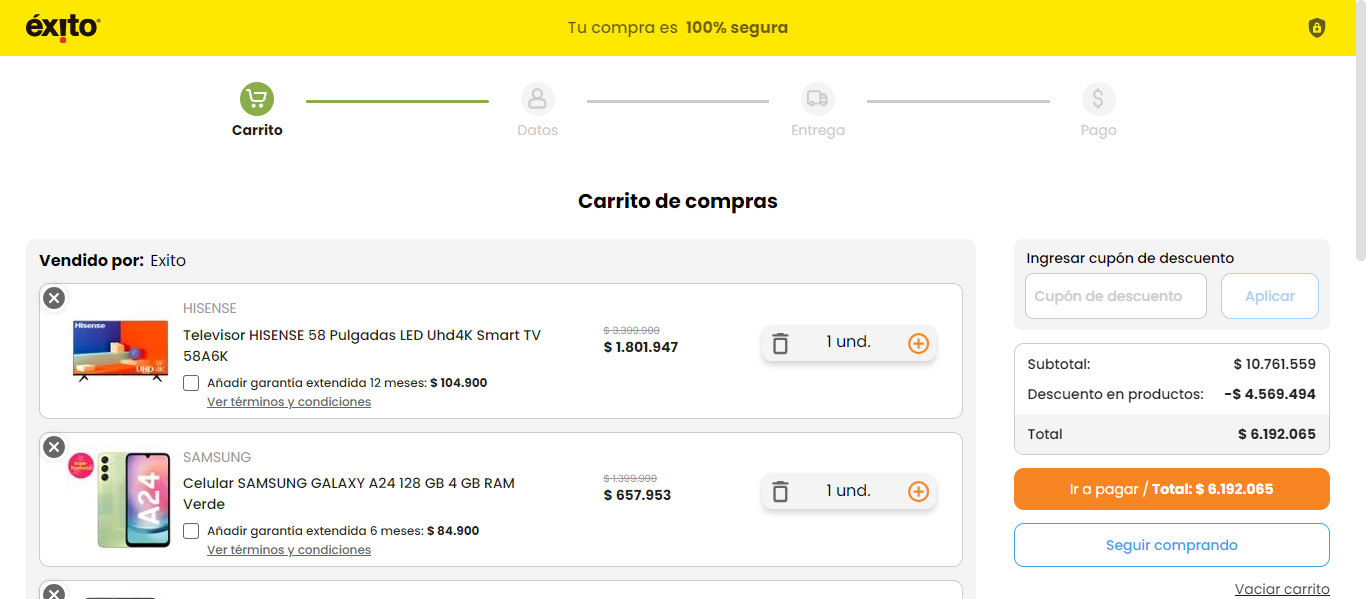 éxito
Tu compra es 100% segura
Carrito
Datos
Entrega
Pago
Carrito de compras
Vendido por: Exito
HISENSE
Televisor HISENSE 58 Pulgadas LED Uhd4K Smart TV
58A6K
Añadir garantía extendida 12 meses: $ 104.900
Ver términos y condiciones
$ 3.399.900
$ 1.801.947
1 und.
Hisense
UHD 4K
SAMSUNG
Celular SAMSUNG GALAXY A24 128 GB 4 GB RAM
Verde
Añadir garantía extendida 6 meses: $ 84.900
Ver términos y condiciones
$ 1.399.900
$ 657.953
1 und.
A24
Ingresar cupón de descuento
Cupón de descuento
Aplicar
Subtotal: $ 10.761.559
Descuento en productos: -$ 4.569.494
Total $ 6.192.065
Ir a pagar / Total: $ 6.192.065
Seguir comprando
Vaciar carrito